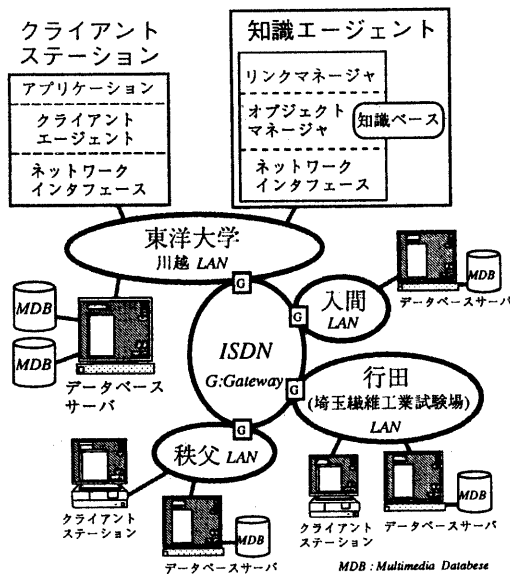 クライアント
ステーション
アプリケーション
クライアント
エージェント
ネットワーク
インタフェース
知識エージェント
リンクマネージャ
オブジェクト
マネージャ
知識ベース
ネットワーク
インタフェース
東洋大学
川越 LAN
G
MDB
MDB
データベース
サーバ
ISDN
G:Gateway
G
入間
LAN
MDB
データベースサーバ
G
行田
(埼玉繊維工業試験場)
LAN
G
秩父 LAN
クライアント
ステーション
MDB
データベースサーバ
クライアント
ステーション
MDB
データベースサーバ
MDB : Multimedia Databese